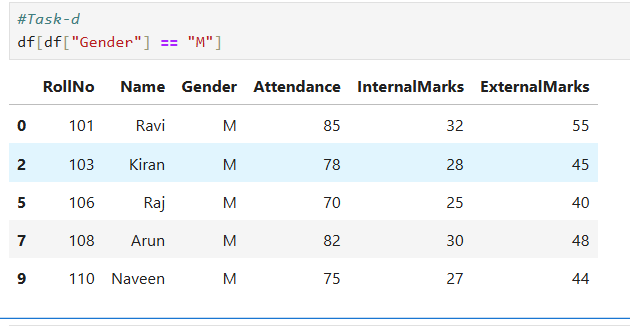 #Task-d
df[df["Gender"] == "M"]
RollNo Name Gender Attendance InternalMarks ExternalMarks
0 101 Ravi M 85 32 55
2 103 Kiran M 78 28 45
5 106 Raj M 70 25 40
7 108 Arun M 82 30 48
9 110 Naveen M 75 27 44